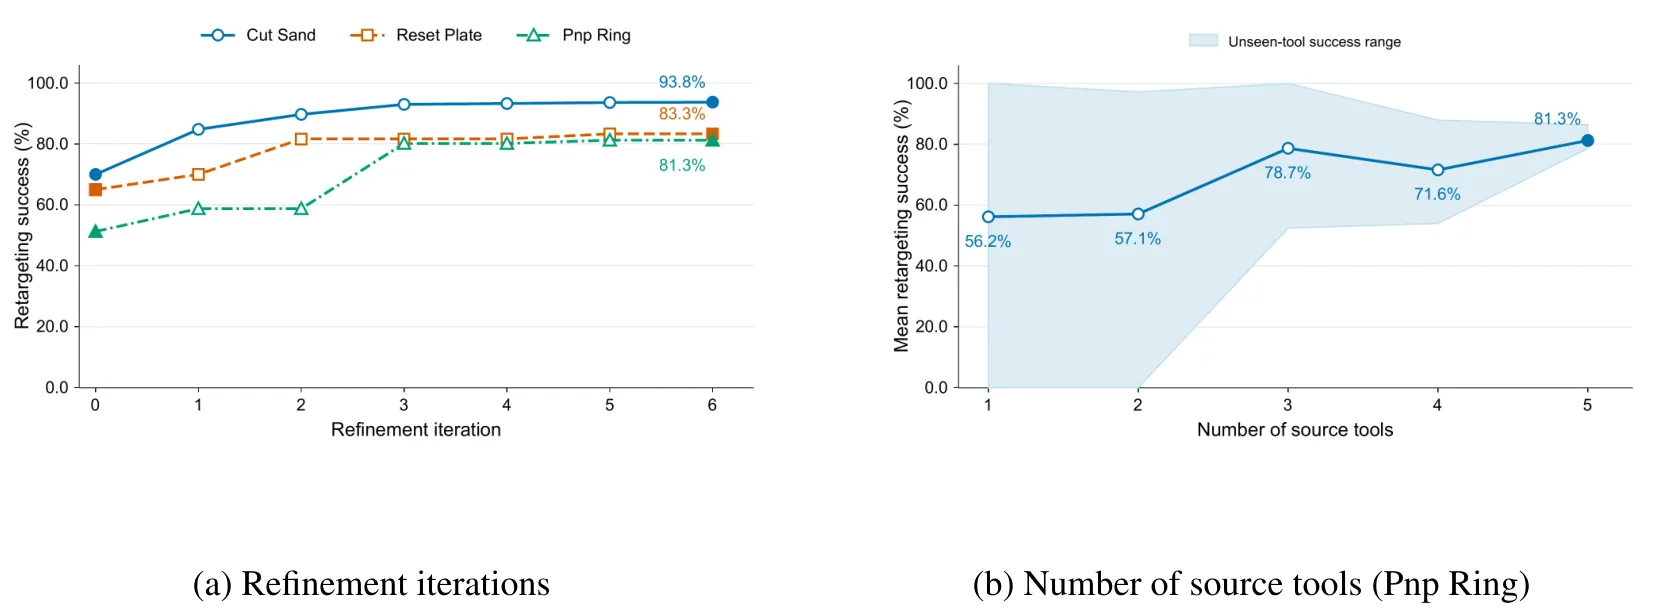 Cut Sand Reset Plate Pnp Ring
Retargeting success (%)
100.0
80.0
60.0
40.0
20.0
0.0
93.8%
83.3%
81.3%
0 1 2 3 4 5 6
Refinement iteration
(a) Refinement iterations
Unseen-tool success range
Mean retargeting success (%)
100.0
80.0
60.0
40.0
20.0
0.0
56.2%
57.1%
78.7%
71.6%
81.3%
1 2 3 4 5
Number of source tools
(b) Number of source tools (Pnp Ring)